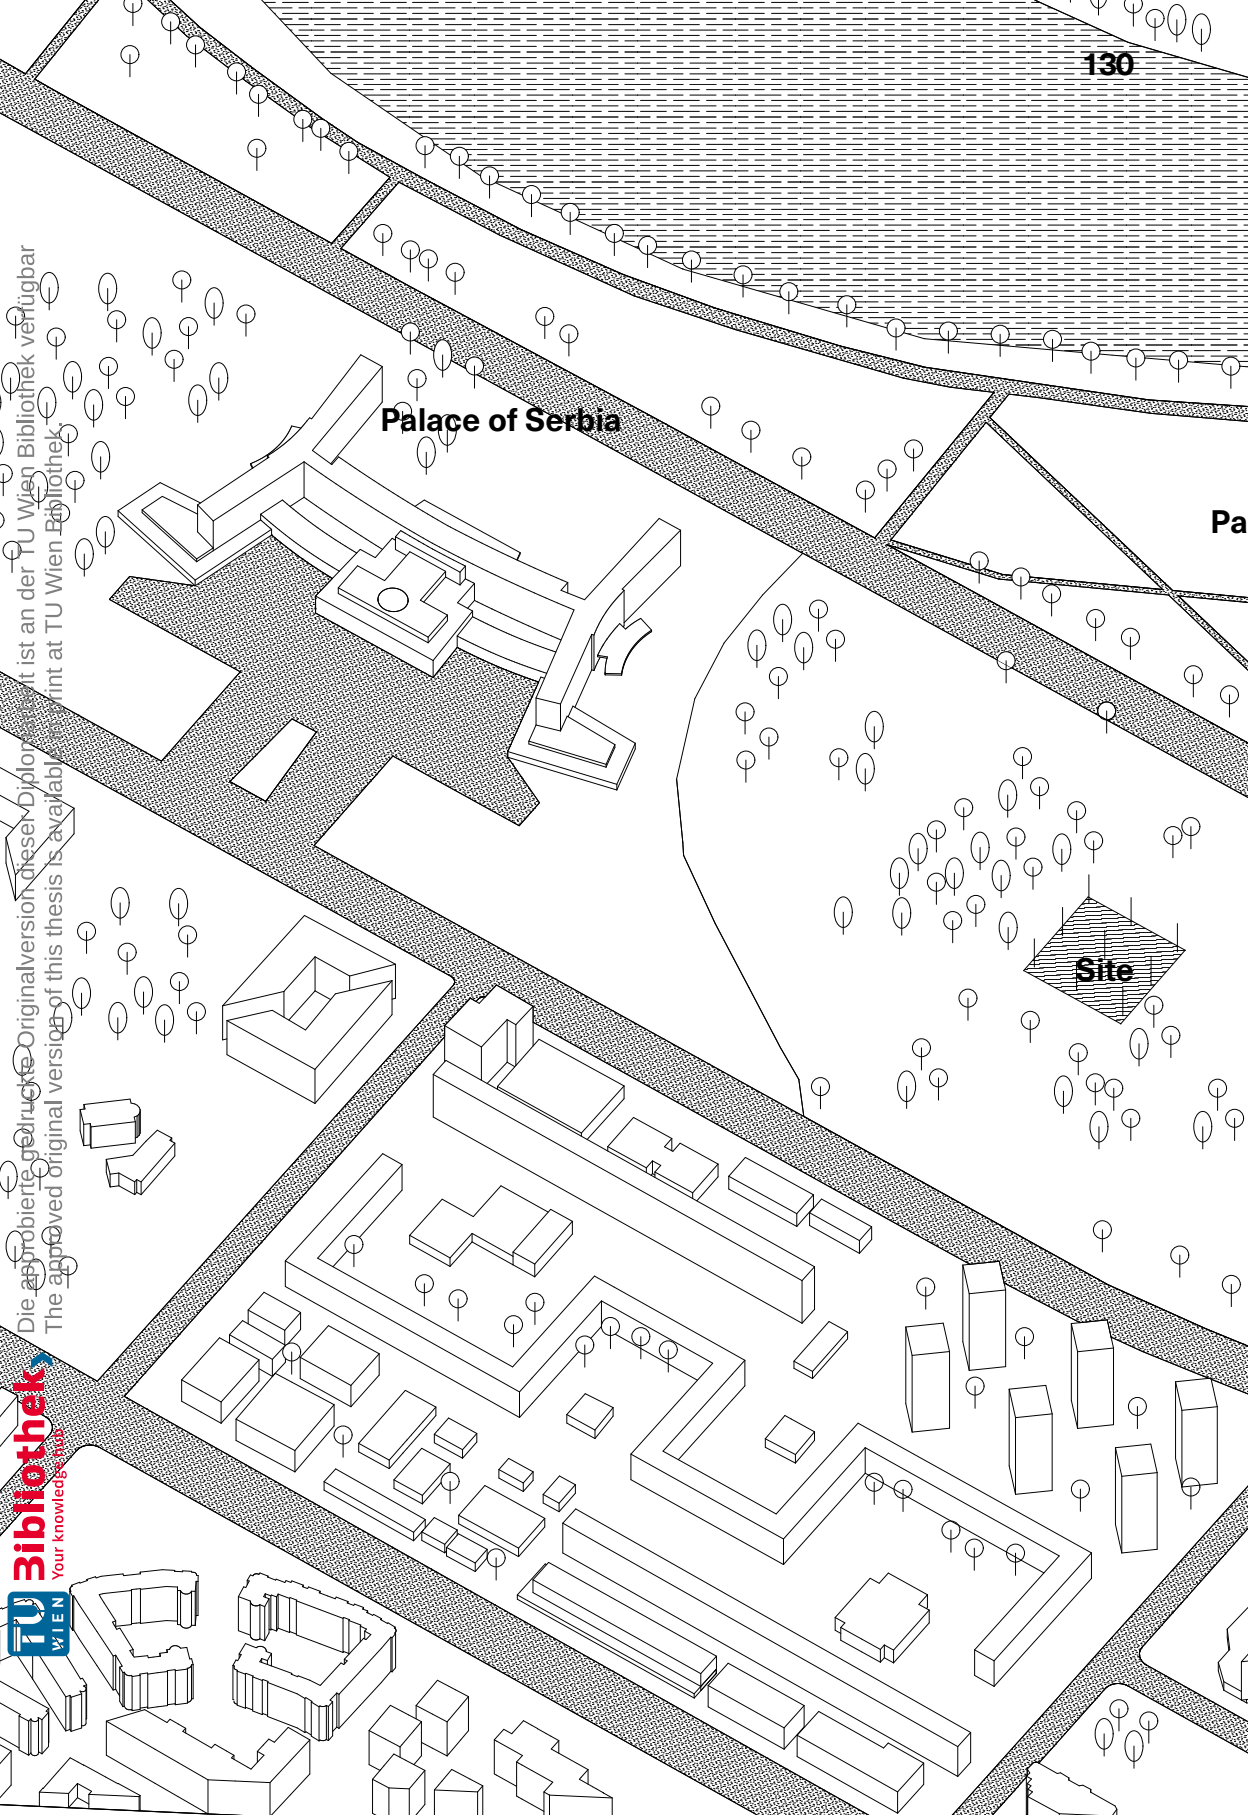 130
Palace of Serbia
Pa
Site
Die approbierte gedruckte Originalversion dieser Diplomarbeit ist an der TU Wien Bibliothek verfügbar
The approved original version of this thesis is available in print at TU Wien Bibliothek.
TU
WIEN
Bibliothek
Your knowledge hub